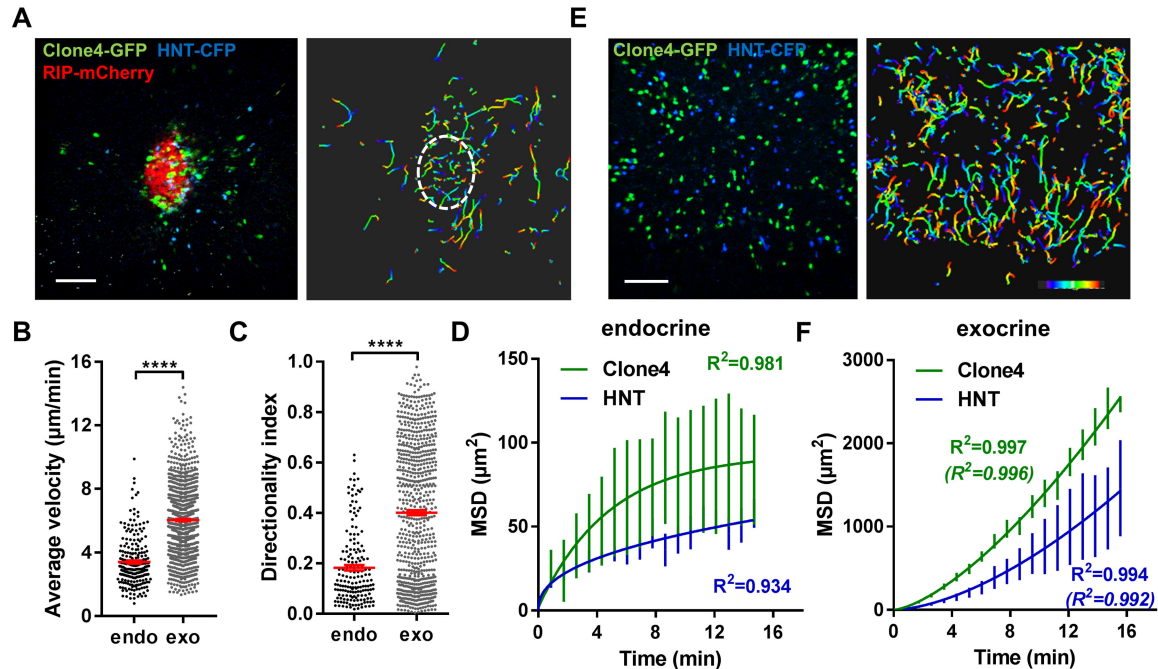 A
Clone4-GFP HNT-CFP
RIP-mCherry
E
Clone4-GFP HNT-CFP
B
Average velocity (µm/min)
16
12
8
4
0
****
endo exo
C
Directionality index
1.0
0.8
0.6
0.4
0.2
0.0
****
endo exo
D
endocrine
MSD (µm²)
150
100
50
0
Clone4
HNT
R²=0.981
R²=0.934
0 4 8 12 16
Time (min)
F
exocrine
MSD (µm²)
3000
2000
1000
0
Clone4
HNT
R²=0.997
(R²=0.996)
R²=0.994
(R²=0.992)
0 4 8 12 16
Time (min)